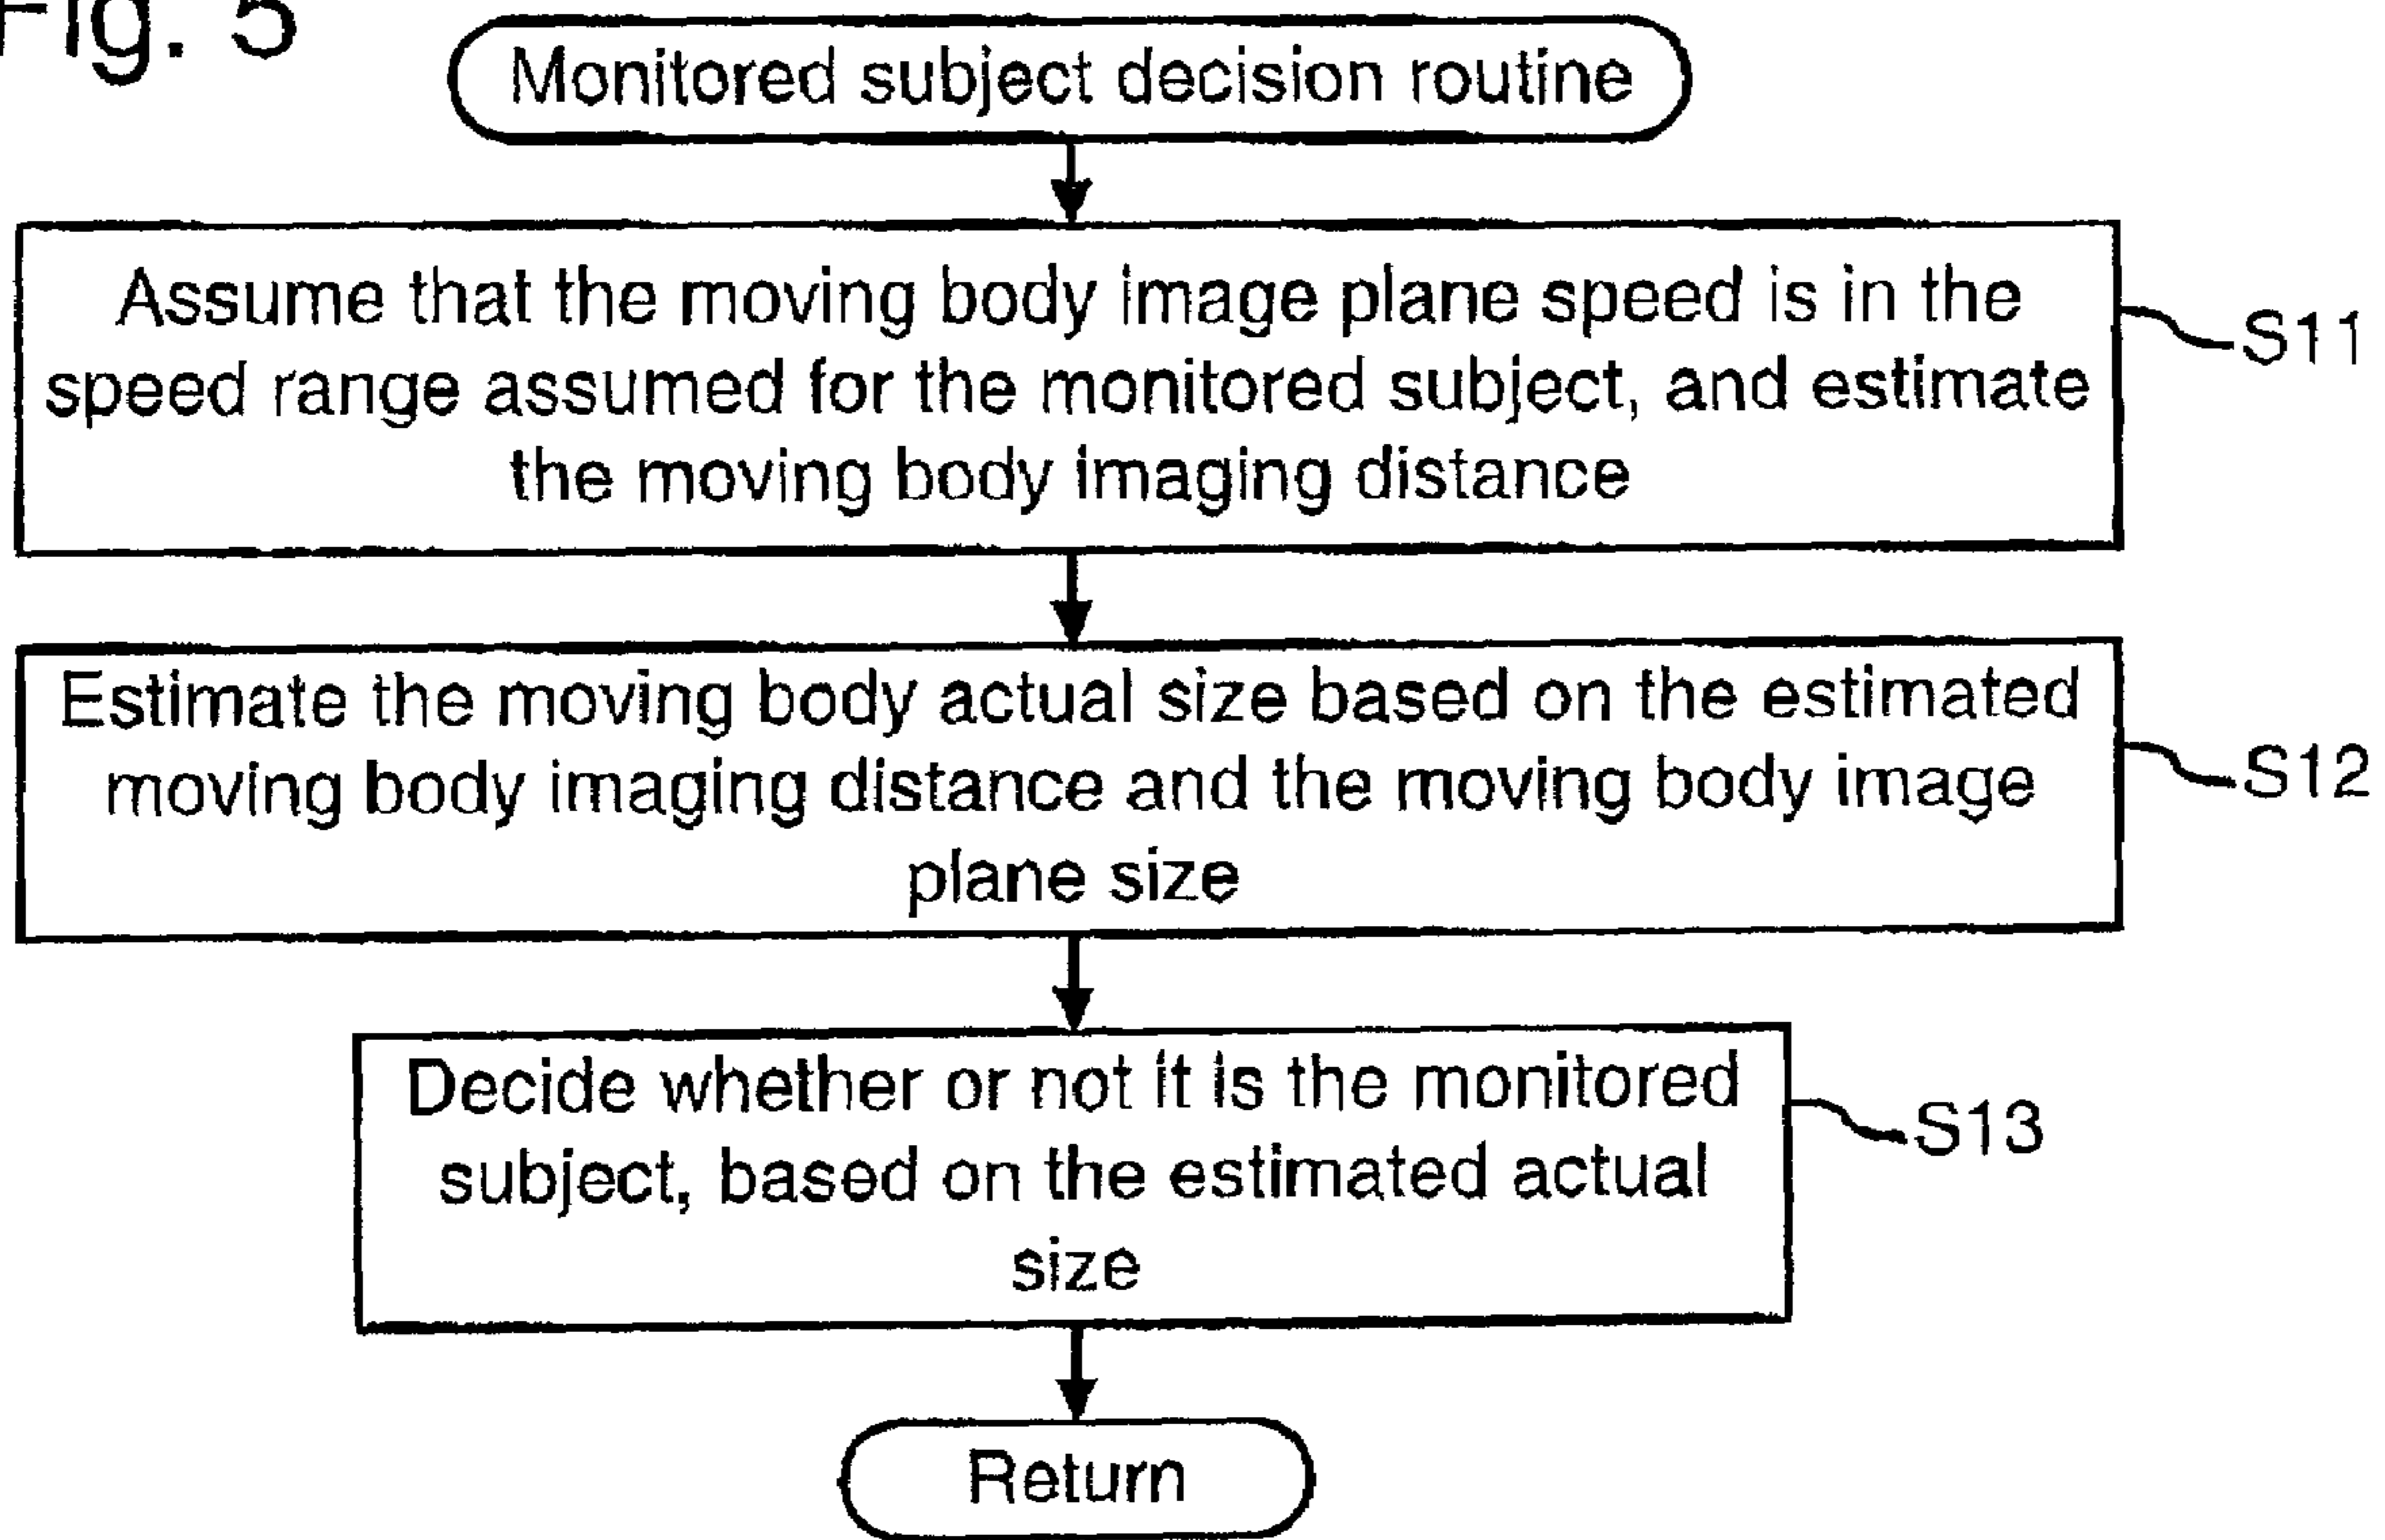 Fig. 5
Monitored subject decision routine
Assume that the moving body image plane speed is in the
speed range assumed for the monitored subject, and estimate
the moving body imaging distance
S11
Estimate the moving body actual size based on the estimated
moving body imaging distance and the moving body image
plane size
S12
Decide whether or not it is the monitored
subject, based on the estimated actual
size
S13
Return